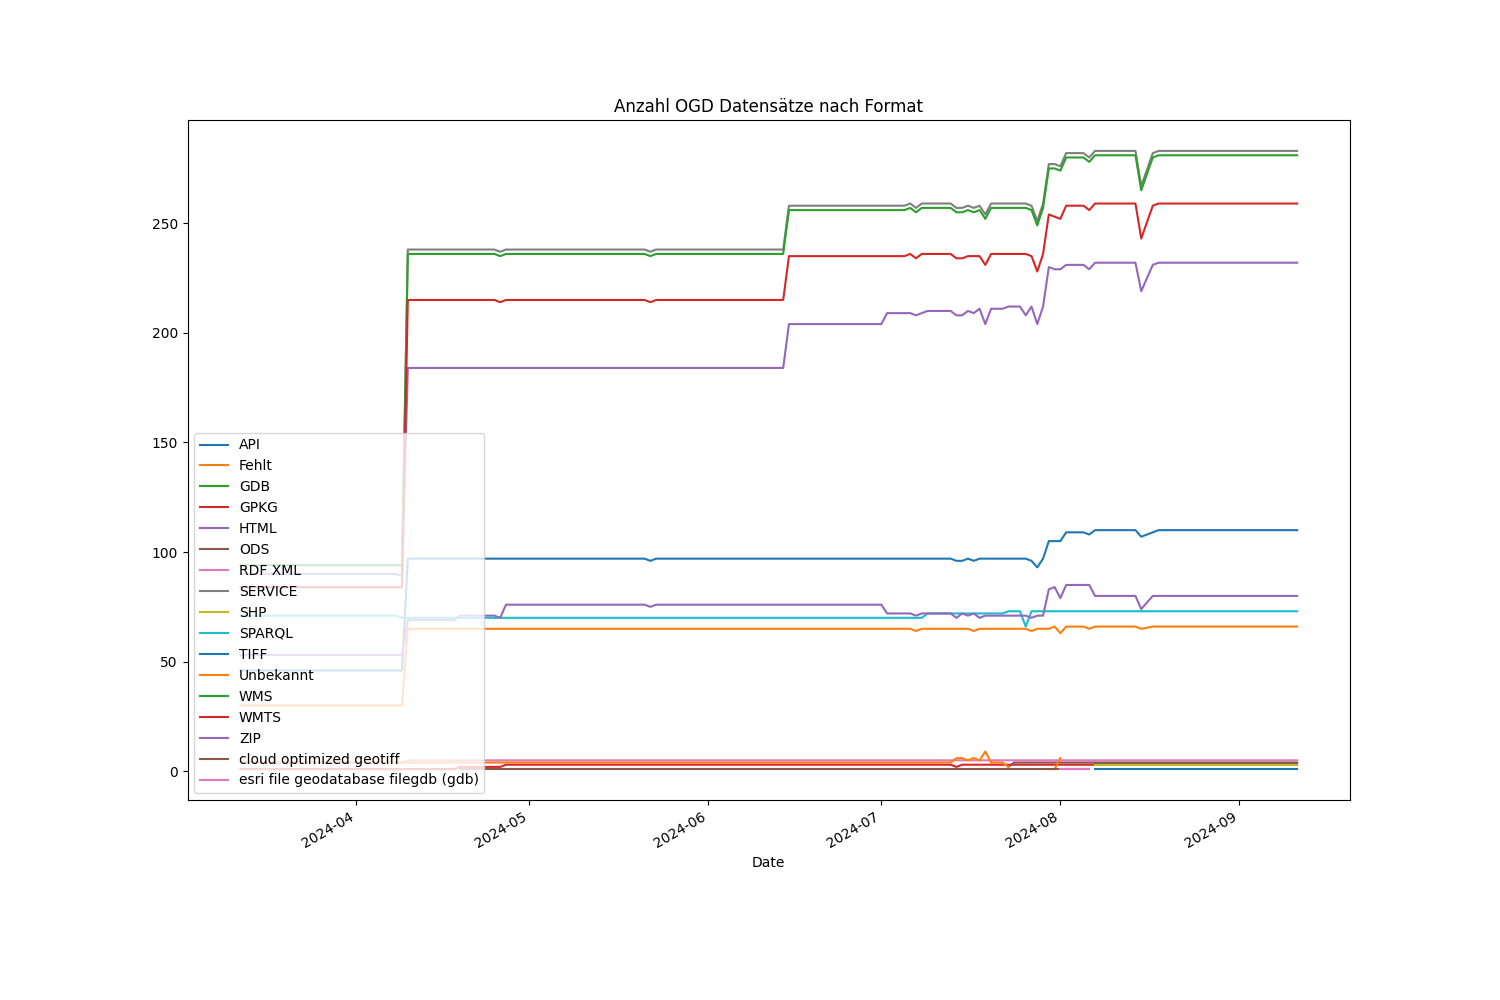 Anzahl OGD Datensätze nach Format
250
200
150
100
50
0
API
Fehlt
GDB
GPKG
HTML
ODS
RDF XML
SERVICE
SHP
SPARQL
TIFF
Unbekannt
WMS
WMTS
ZIP
cloud optimized geotiff
esri file geodatabase filegdb (gdb)
2024-04
2024-05
2024-06
2024-07
2024-08
2024-09
Date